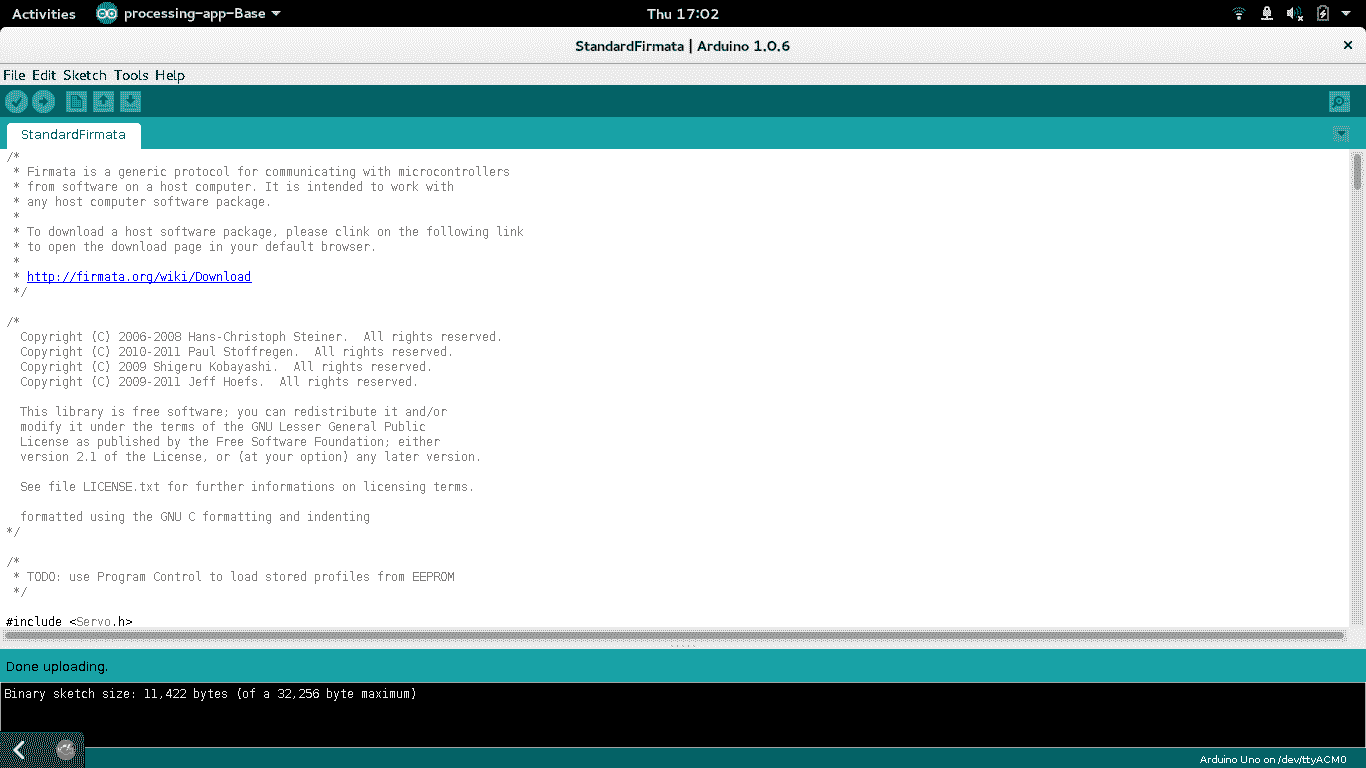 Activities processing-app-Base Thu 17:02
StandardFirmata | Arduino 1.0.6
File Edit Sketch Tools Help
StandardFirmata
/*
* Firmata is a generic protocol for communicating with microcontrollers
* from software on a host computer. It is intended to work with
* any host computer software package.
*
* To download a host software package, please clink on the following link
* to open the download page in your default browser.
*
* http://firmata.org/wiki/Download
*/
/*
Copyright (C) 2006-2008 Hans-Christoph Steiner.  All rights reserved.
Copyright (C) 2010-2011 Paul Stoffregen.  All rights reserved.
Copyright (C) 2009 Shigeru Kobayashi.  All rights reserved.
Copyright (C) 2009-2011 Jeff Hoefs.  All rights reserved.
This library is free software; you can redistribute it and/or
modify it under the terms of the GNU Lesser General Public
License as published by the Free Software Foundation; either
version 2.1 of the License, or (at your option) any later version.
See file LICENSE.txt for further informations on licensing terms.
formatted using the GNU C formatting and indenting
*/
/*
* TODO: use Program Control to load stored profiles from EEPROM
*/
#include <Servo.h>
Done uploading.
Binary sketch size: 11,422 bytes (of a 32,256 byte maximum)
Arduino Uno on /dev/ttyACM0